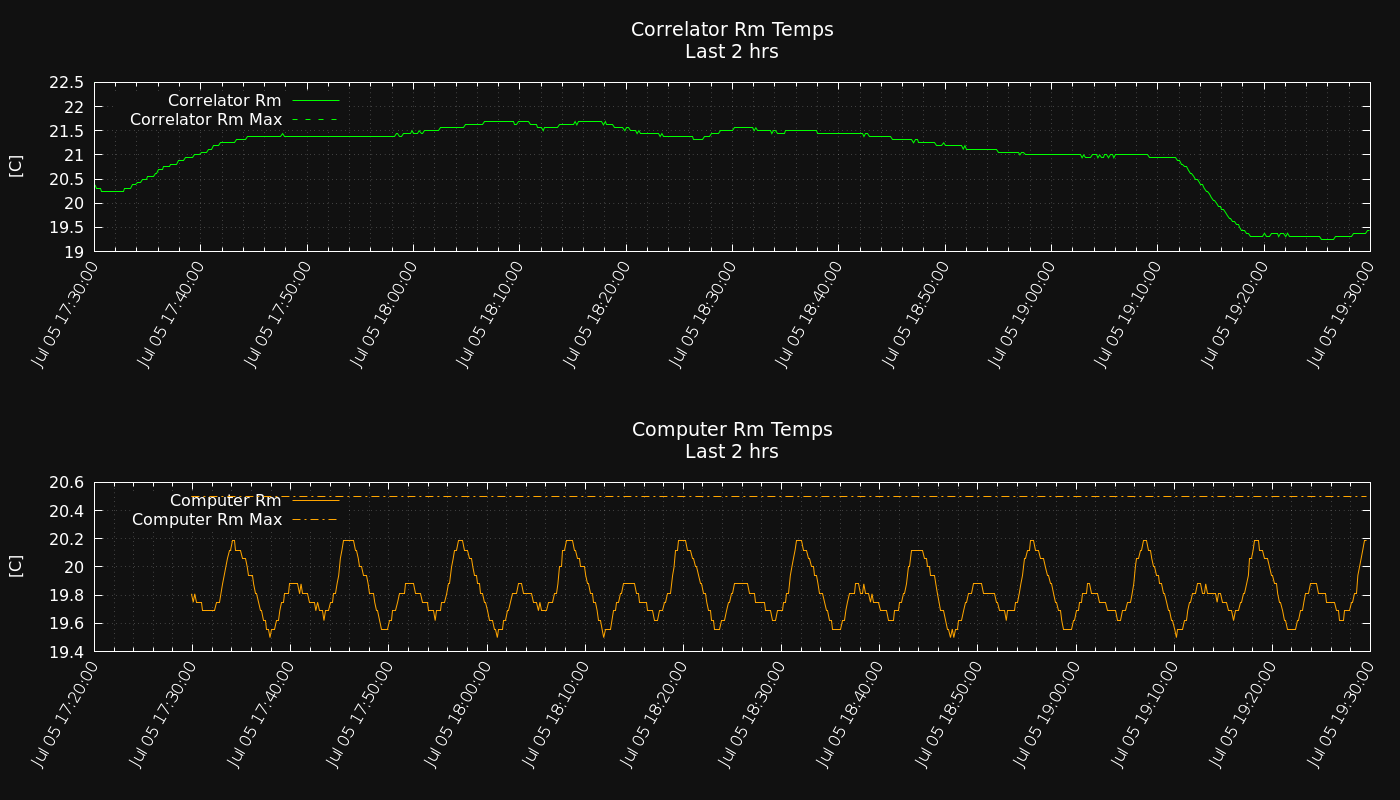 Correlator Rm Temps
Last 2 hrs
22.5
22
21.5
21
20.5
20
19.5
19
[C]
Correlator Rm
Correlator Rm Max
Jul 05 17:30:00
Jul 05 17:40:00
Jul 05 17:50:00
Jul 05 18:00:00
Jul 05 18:10:00
Jul 05 18:20:00
Jul 05 18:30:00
Jul 05 18:40:00
Jul 05 18:50:00
Jul 05 19:00:00
Jul 05 19:10:00
Jul 05 19:20:00
Jul 05 19:30:00
Computer Rm Temps
Last 2 hrs
20.6
20.4
20.2
20
19.8
19.6
19.4
[C]
Computer Rm
Computer Rm Max
Jul 05 17:20:00
Jul 05 17:30:00
Jul 05 17:40:00
Jul 05 17:50:00
Jul 05 18:00:00
Jul 05 18:10:00
Jul 05 18:20:00
Jul 05 18:30:00
Jul 05 18:40:00
Jul 05 18:50:00
Jul 05 19:00:00
Jul 05 19:10:00
Jul 05 19:20:00
Jul 05 19:30:00